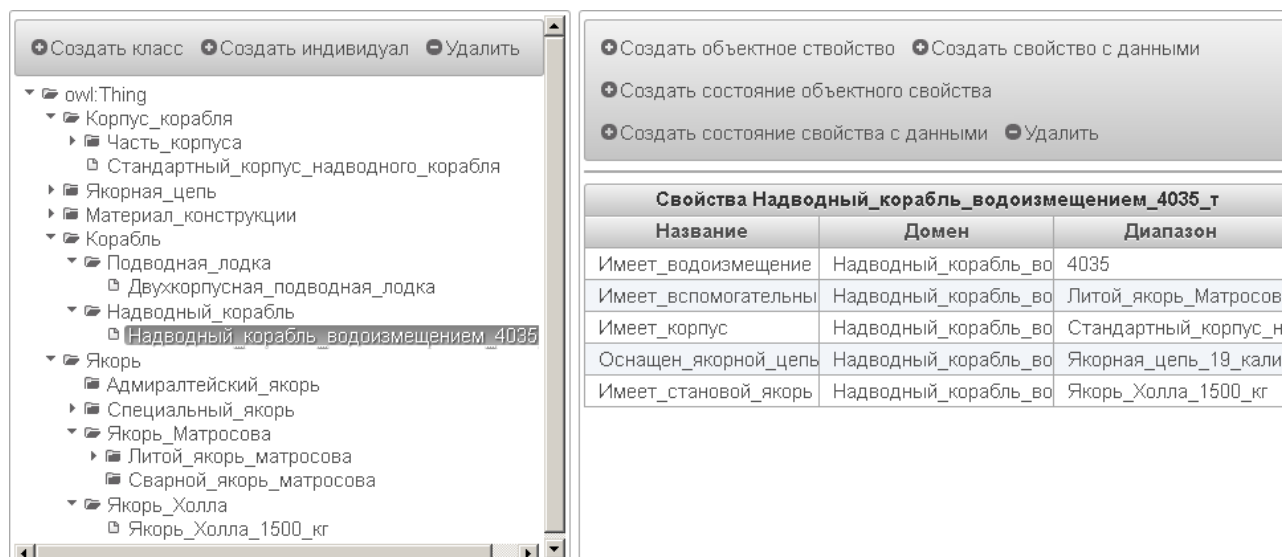 Создать класс Создать индивидуал Удалить
owl:Thing
Корпус_корабля
Часть_корпуса
Стандартный_корпус_надводного_корабля
Якорная_цепь
Материал_конструкции
Корабль
Подводная_лодка
Двухкорпусная_подводная_лодка
Надводный_корабль
Надводный_корабль_водоизмещением_4035
Якорь
Адмиралтейский_якорь
Специальный_якорь
Якорь_Матросова
Литой_якорь_матросова
Сварной_якорь_матросова
Якорь_Холла
Якорь_Холла_1500_кг
Создать объектное ствойство Создать свойство с данными
Создать состояние объектного свойства
Создать состояние свойства с данными Удалить
Свойства Надводный_корабль_водоизмещением_4035_т
Название Домен Диапазон
Имеет_водоизмещение Надводный_корабль_во 4035
Имеет_вспомогательны Надводный_корабль_во Литой_якорь_Матросов
Имеет_корпус Надводный_корабль_во Стандартный_корпус_н
Оснащен_якорной_цепь Надводный_корабль_во Якорная_цепь_19_кали
Имеет_становой_якорь Надводный_корабль_во Якорь_Холла_1500_кг